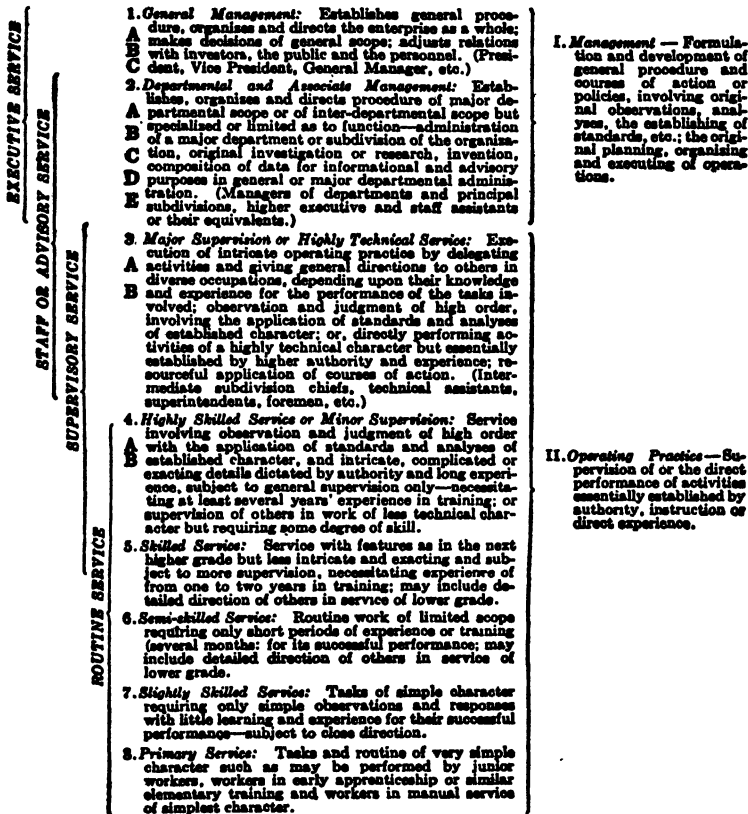 EXECUTIVE SERVICE
STAFF OR ADVISORY SERVICE
SUPERVISORY SERVICE
ROUTINE SERVICE
1. General Management: Establishes general proce-
dure, organizes and directs the enterprise as a whole;
makes decisions of general scope; adjusts relations
with investors, the public and the personnel. (Presi-
dent, Vice President, General Manager, etc.)
A
B
C
2. Departmental and Associate Management: Estab-
lishes, organizes and directs procedure of major de-
partmental scope or of inter-departmental scope but
specialized or limited as to function—administration
of a major department or subdivision of the organiza-
tion, original investigation or research, invention,
composition of data for informational and advisory
purposes in general or major departmental adminis-
tration. (Managers of departments and principal
subdivisions, higher executive and staff assistants
or their equivalents.)
A
B
C
D
E
3. Major Supervision or Highly Technical Service: Exe-
cution of intricate operating practice by delegating
activities and giving general directions to others in
diverse occupations, depending upon their knowledge
and experience for the performance of the tasks in-
volved; observation and judgment of high order,
involving the application of standards and analyses
of established character; or, directly performing ac-
tivities of a highly technical character but essentially
established by higher authority and experience; re-
sourceful application of courses of action. (Inter-
mediate subdivision chiefs, technical assistants,
superintendents, foremen, etc.)
A
B
4. Highly Skilled Service or Minor Supervision: Service
involving observation and judgment of high order
with the application of standards and analyses of
established character, and intricate, complicated or
exacting details dictated by authority and long experi-
ence, subject to general supervision only—necessita-
ting at least several years' experience in training; or
supervision of others in work of less technical char-
acter but requiring some degree of skill.
A
B
5. Skilled Service: Service with features as in the next
higher grade but less intricate and exacting and sub-
ject to more supervision, necessitating experience of
from one to two years in training; may include de-
tailed direction of others in service of lower grade.
6. Semi-skilled Service: Routine work of limited scope
requiring only short periods of experience or training
(several months: for its successful performance; may
include detailed direction of others in service of
lower grade.
7. Slightly Skilled Service: Tasks of simple character
requiring only simple observations and responses
with little learning and experience for their successful
performance—subject to close direction.
8. Primary Service: Tasks and routine of very simple
character such as may be performed by junior
workers, workers in early apprenticeship or similar
elementary training and workers in manual service
of simplest character.
I. Management — Formula-
tion and development of
general procedure and
courses of action or
policies, involving origi-
nal observations, anal-
yses, the establishing of
standards, etc.; the origi-
nal planning, organizing
and executing of opera-
tions.
II. Operating Practice—Su-
pervision of or the direct
performance of activities
essentially established by
authority, instruction or
direct experience.